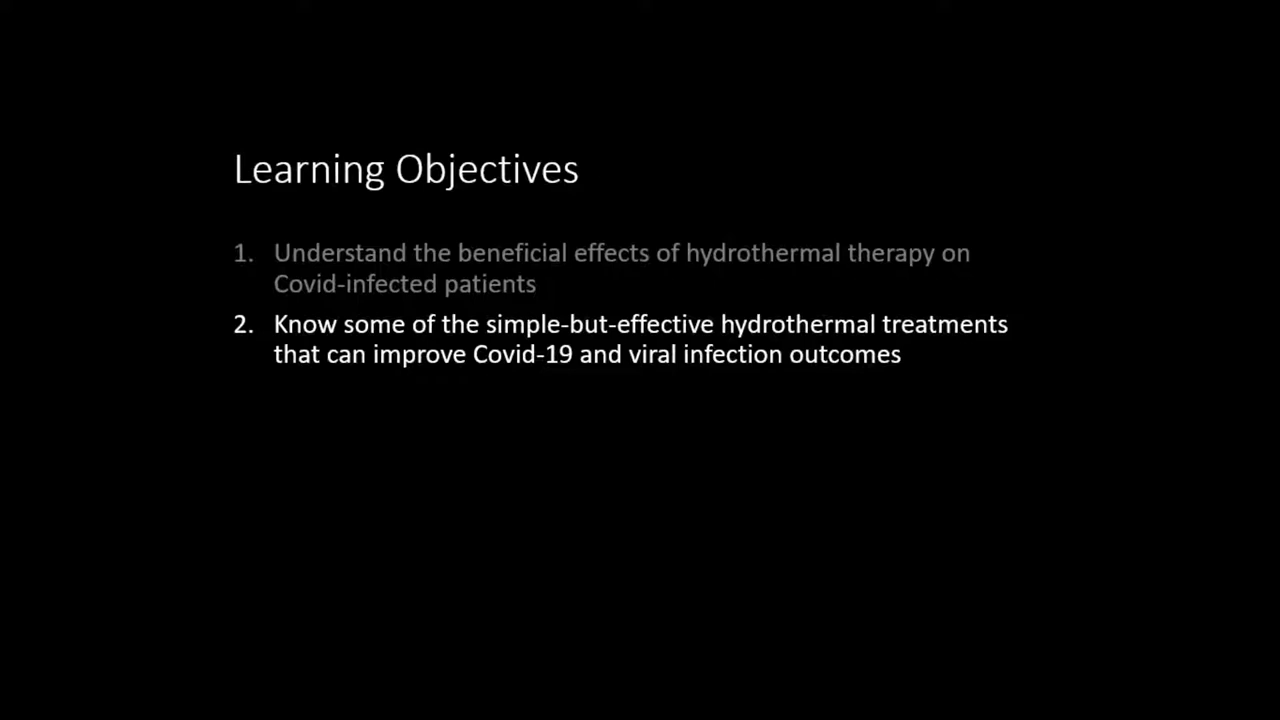 Learning Objectives
1. Understand the beneficial effects of hydrothermal therapy on
Covid-infected patients
2. Know some of the simple-but-effective hydrothermal treatments
that can improve Covid-19 and viral infection outcomes